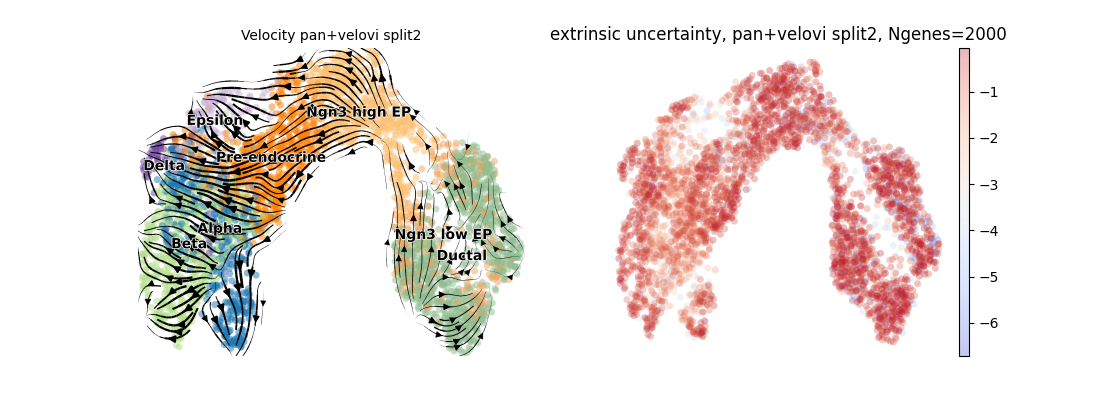 Velocity pan+velovi split2
Ngn3 high EP
Epsilon
Pre-endocrine
Delta
Alpha
Ngn3 low EP
Beta
Ductal
extrinsic uncertainty, pan+velovi split2, Ngenes=2000
−1
−2
−3
−4
−5
−6